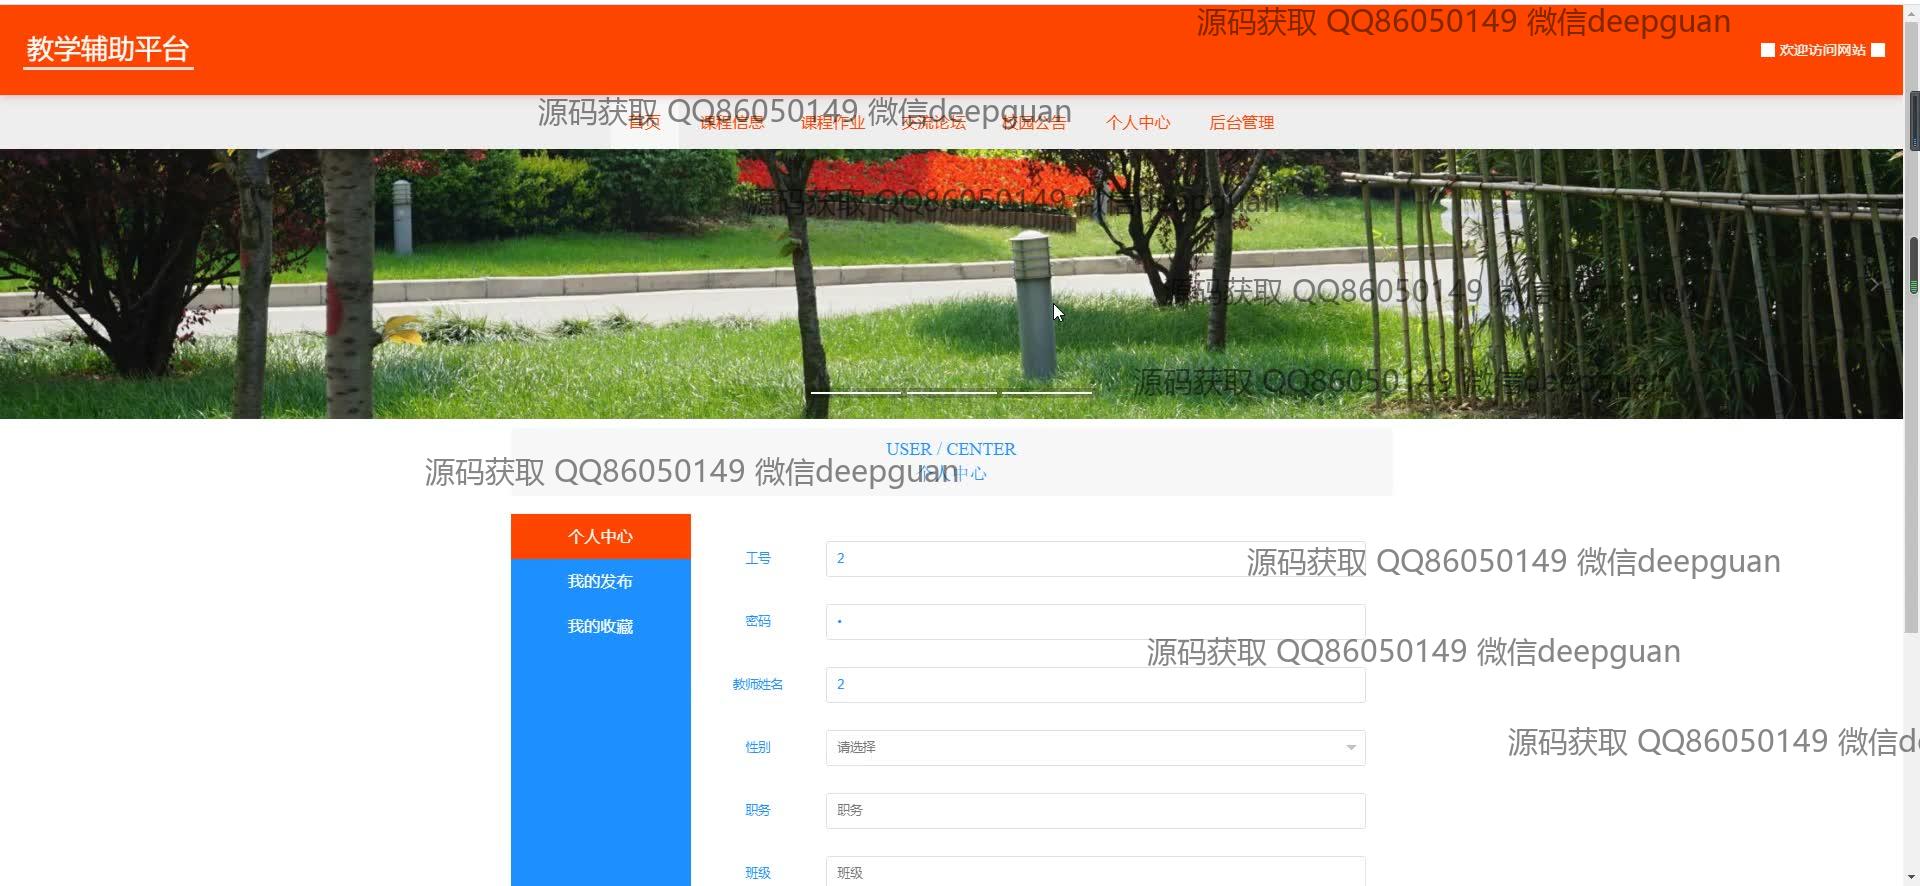 源码获取 QQ86050149 微信deepguan
教学辅助平台
欢迎访问网站
源码获取 QQ86050149 微信deepguan
首页 课程信息 课程作业 交流论坛 校园公告 个人中心 后台管理
源码获取 QQ86050149 微信deepguan
源码获取 QQ86050149 微信deepguan
源码获取 QQ86050149 微信deepguan
USER / CENTER
源码获取 QQ86050149 微信deepguan
个人中心
个人中心
我的发布
我的收藏
工号 2
源码获取 QQ86050149 微信deepguan
密码 •
源码获取 QQ86050149 微信deepguan
教师姓名 2
源码获取 QQ86050149 微信de
性别 请选择
职务 职务
班级 班级